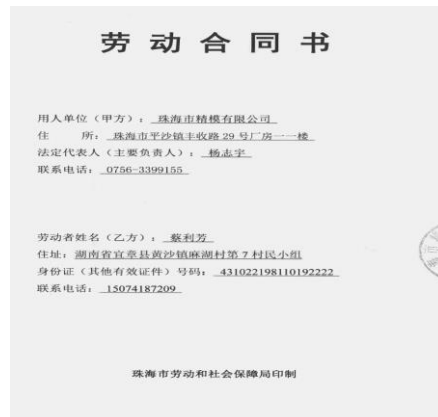 劳动合同书
用人单位（甲方）：珠海市精模有限公司
住 所：珠海市平沙镇丰收路 29 号厂房一一楼
法定代表人（主要负责人）：杨志宇
联系电话：0756-3399155
劳动者姓名（乙方）：蔡利芳
住址：湖南省宜章县黄沙镇麻湖村第 7 村民小组
身份证（其他有效证件）号码：431022198110192222
联系电话：15074187209
珠海市劳动和社会保障局印制